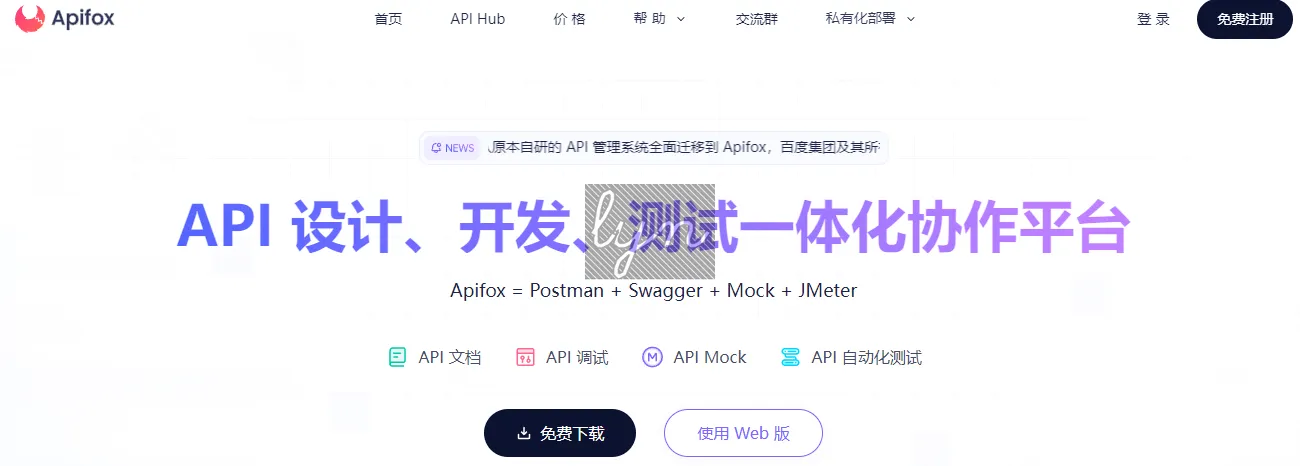 Apifox 首页 API Hub 价格 帮助 交流群 私有化部署 登录 免费注册
NEWS 原本自研的 API 管理系统全面迁移到 Apifox，百度集团及其所
API 设计、开发、测试一体化协作平台
lyn
Apifox = Postman + Swagger + Mock + JMeter
API 文档 API 调试 API Mock API 自动化测试
免费下载 使用 Web 版